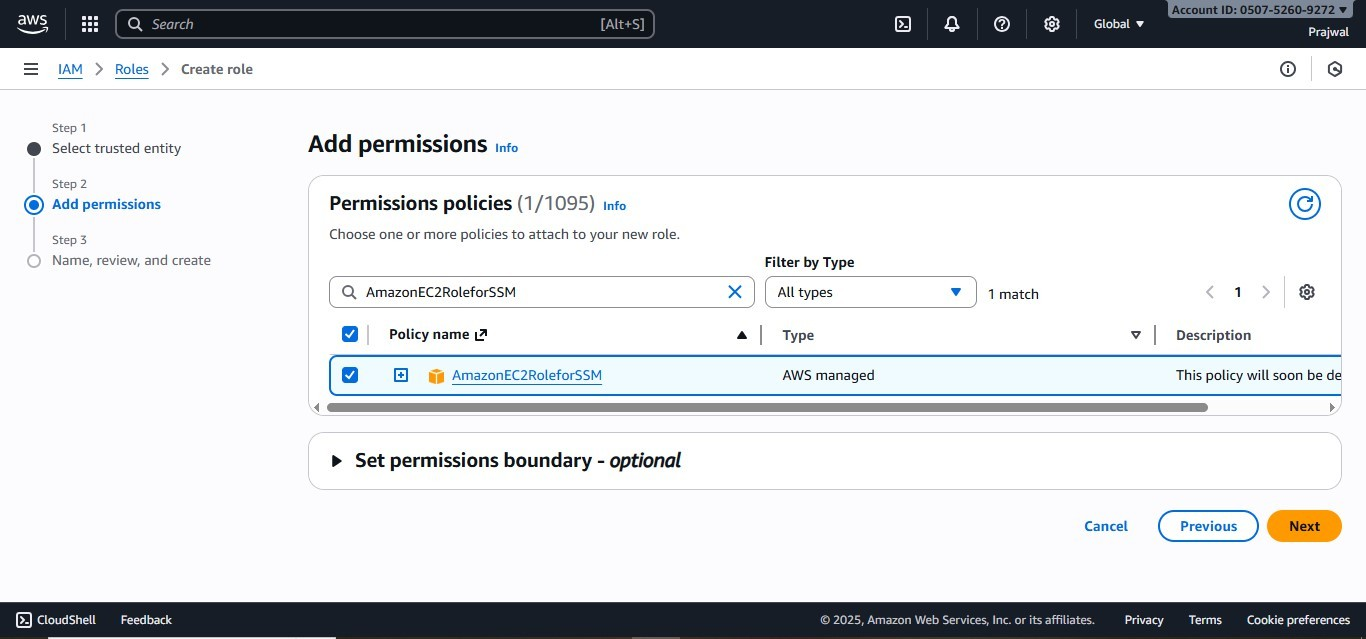 aws
Search
[Alt+S]
Global
Account ID: 0507-5260-9272
Prajwal
IAM
Roles
Create role
Step 1
Select trusted entity
Step 2
Add permissions
Step 3
Name, review, and create
Add permissions Info
Permissions policies (1/1095) Info
Choose one or more policies to attach to your new role.
Filter by Type
AmazonEC2RoleforSSM
All types
1 match
1
Policy name
Type
Description
AmazonEC2RoleforSSM
AWS managed
This policy will soon be de
Set permissions boundary - optional
Cancel
Previous
Next
CloudShell
Feedback
© 2025, Amazon Web Services, Inc. or its affiliates.
Privacy
Terms
Cookie preferences